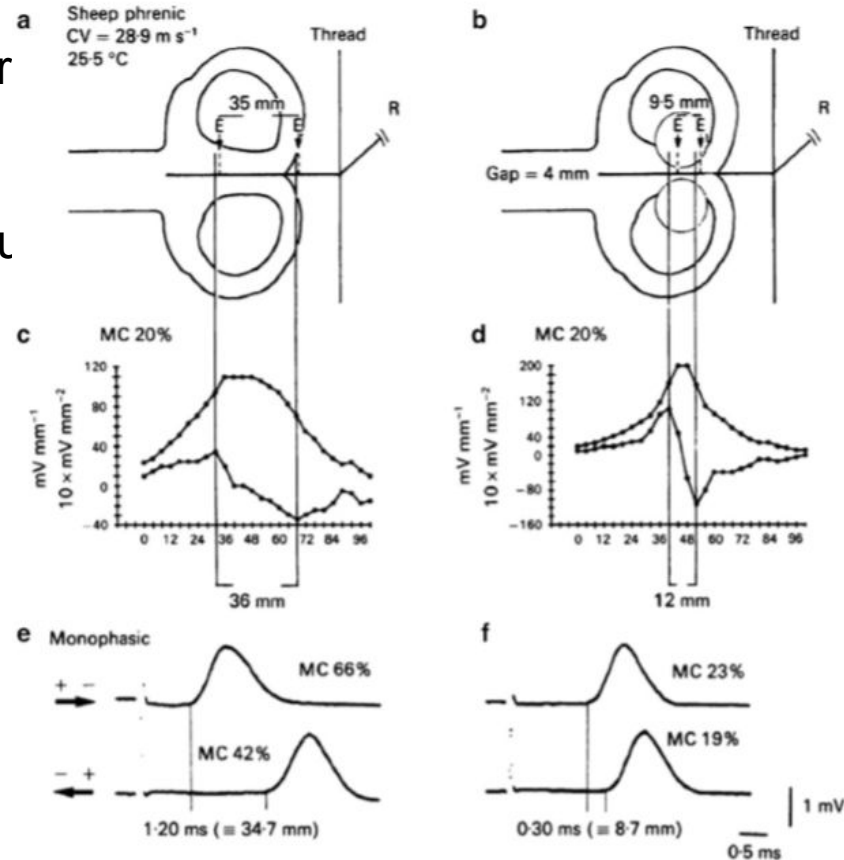 a
Sheep phrenic
CV = 28·9 m s⁻¹
25·5 °C
Thread
R
35 mm
E E
b
Thread
R
9·5 mm
E E
Gap = 4 mm
c MC 20%
mV mm⁻¹
10 × mV mm⁻²
120
80
40
0
−40
0 12 24 36 48 60 72 84 96
36 mm
d MC 20%
mV mm⁻¹
10 × mV mm⁻²
200
120
40
0
−80
−160
0 12 24 36 48 60 72 84 96
12 mm
e Monophasic
+ −
MC 66%
− +
MC 42%
1·20 ms (≡ 34·7 mm)
f
MC 23%
MC 19%
0·30 ms (≡ 8·7 mm)
1 mV
0·5 ms